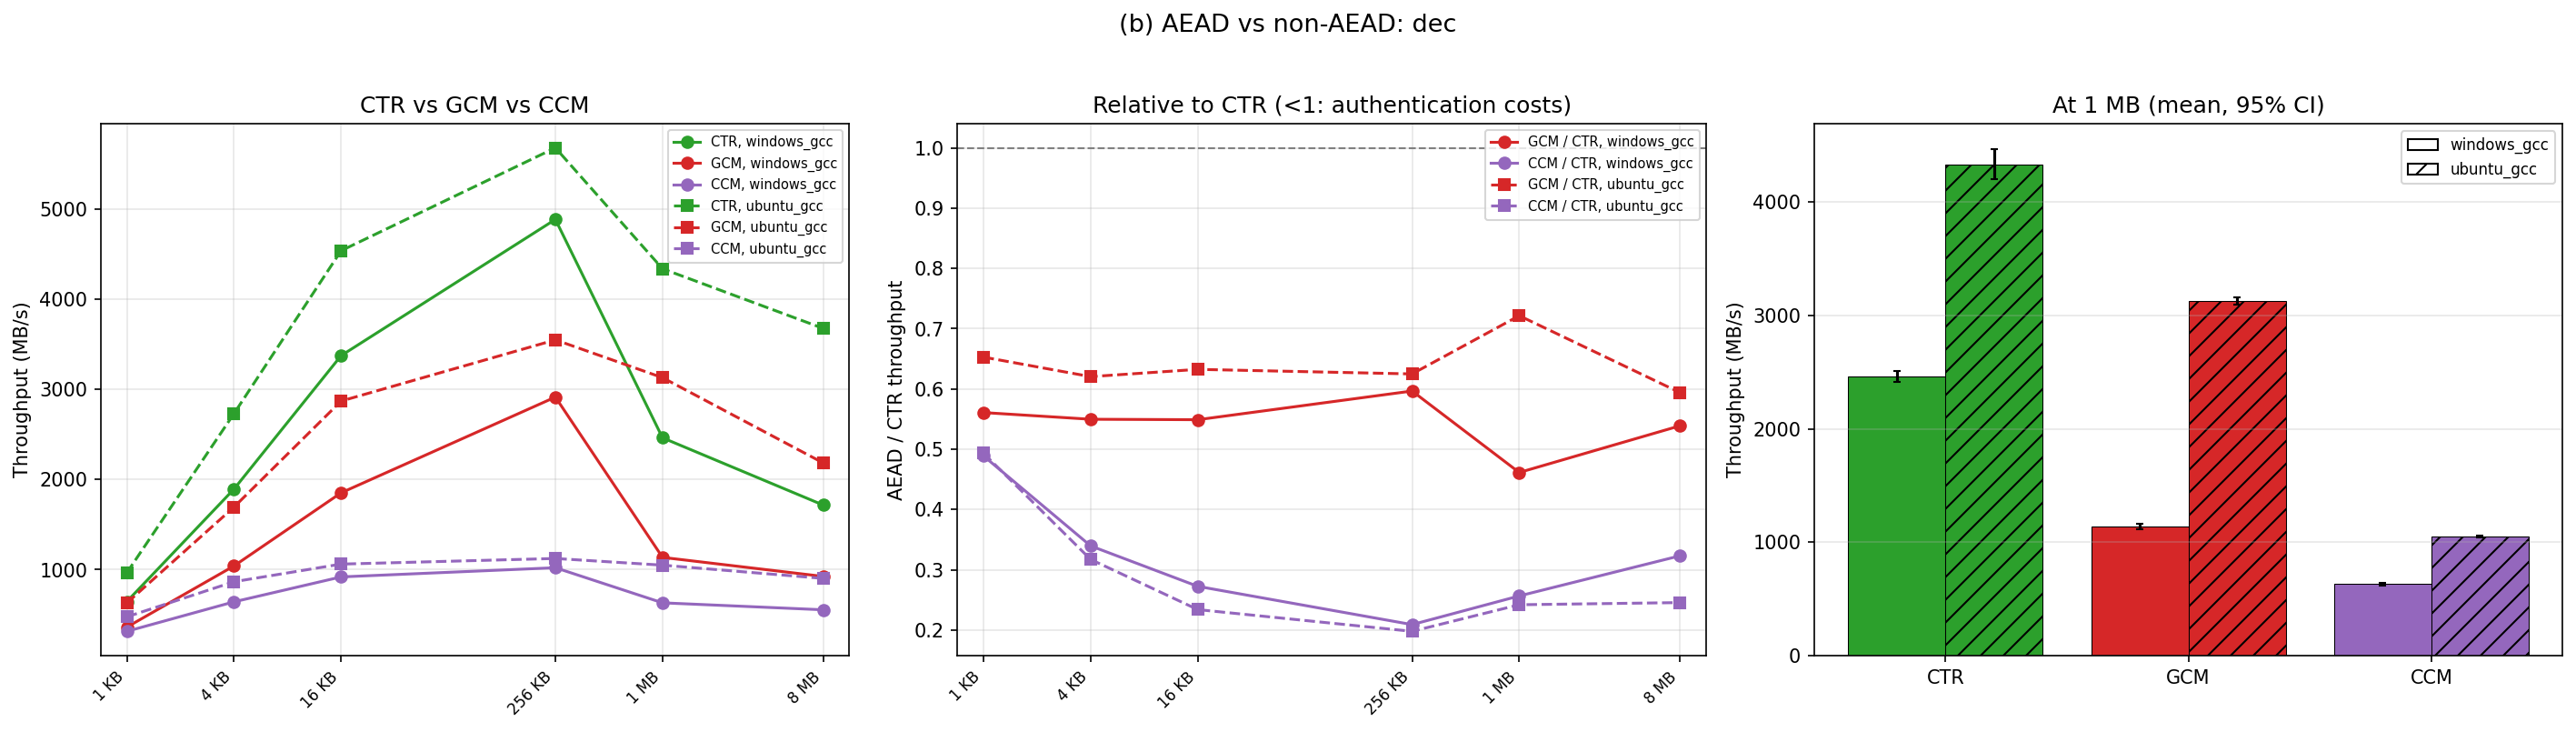 (b) AEAD vs non-AEAD: dec
CTR vs GCM vs CCM
Throughput (MB/s)
5000
4000
3000
2000
1000
CTR, windows_gcc
GCM, windows_gcc
CCM, windows_gcc
CTR, ubuntu_gcc
GCM, ubuntu_gcc
CCM, ubuntu_gcc
1 KB
4 KB
16 KB
256 KB
1 MB
8 MB
Relative to CTR (<1: authentication costs)
AEAD / CTR throughput
1.0
0.9
0.8
0.7
0.6
0.5
0.4
0.3
0.2
GCM / CTR, windows_gcc
CCM / CTR, windows_gcc
GCM / CTR, ubuntu_gcc
CCM / CTR, ubuntu_gcc
1 KB
4 KB
16 KB
256 KB
1 MB
8 MB
At 1 MB (mean, 95% CI)
Throughput (MB/s)
4000
3000
2000
1000
0
windows_gcc
ubuntu_gcc
CTR
GCM
CCM